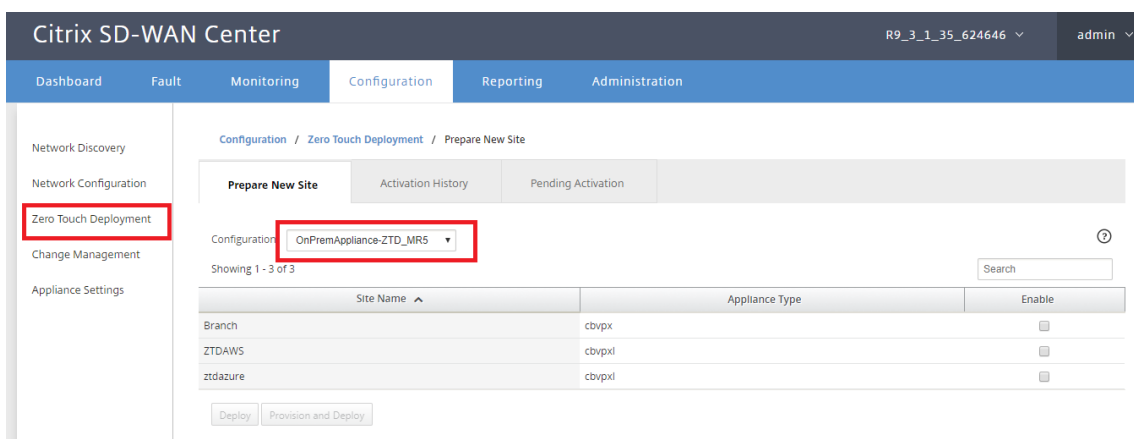 Citrix SD-WAN Center
R9_3_1_35_624646
admin
Dashboard Fault Monitoring Configuration Reporting Administration
Network Discovery
Network Configuration
Zero Touch Deployment
Change Management
Appliance Settings
Configuration / Zero Touch Deployment / Prepare New Site
Prepare New Site Activation History Pending Activation
Configuration OnPremAppliance-ZTD_MR5
?
Showing 1 - 3 of 3
Search
Site Name Appliance Type Enable
Branch cbvpx
ZTDAWS cbvpxl
ztdazure cbvpxl
Deploy Provision and Deploy